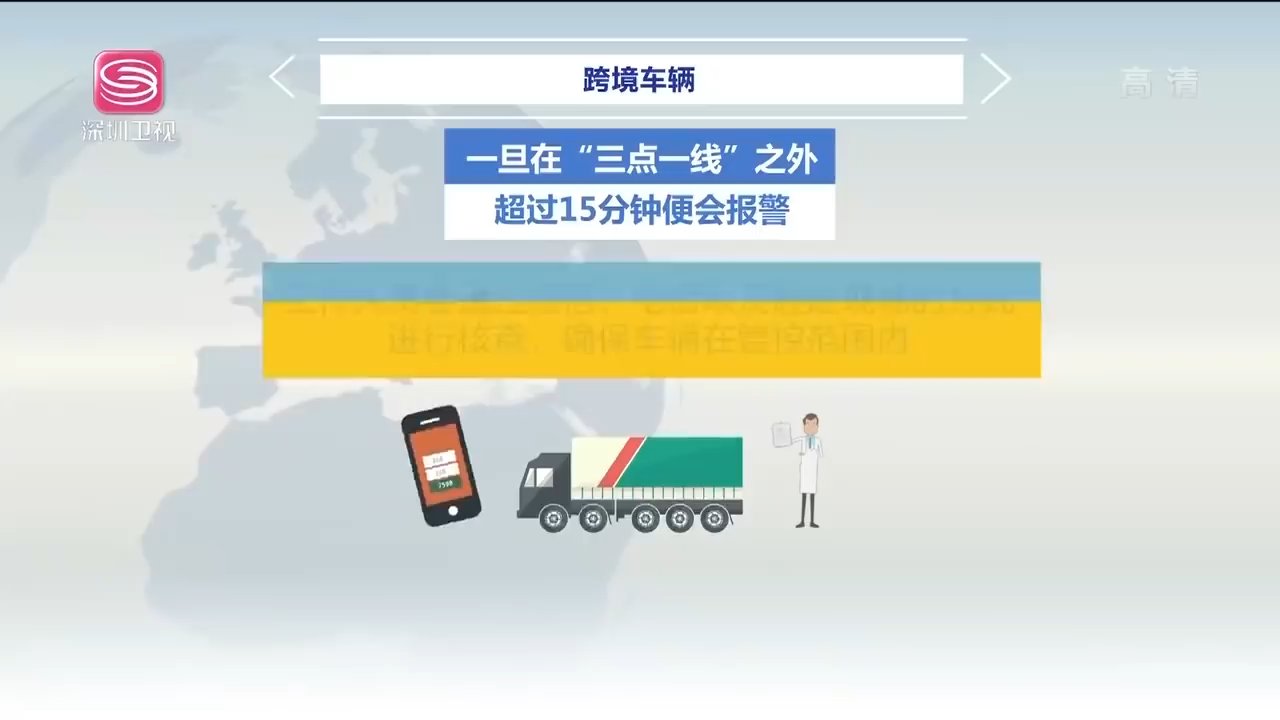 跨境车辆
深圳卫视
高清
一旦在“三点一线”之外
超过15分钟便会报警
进行核查，确保车辆在管控范围内